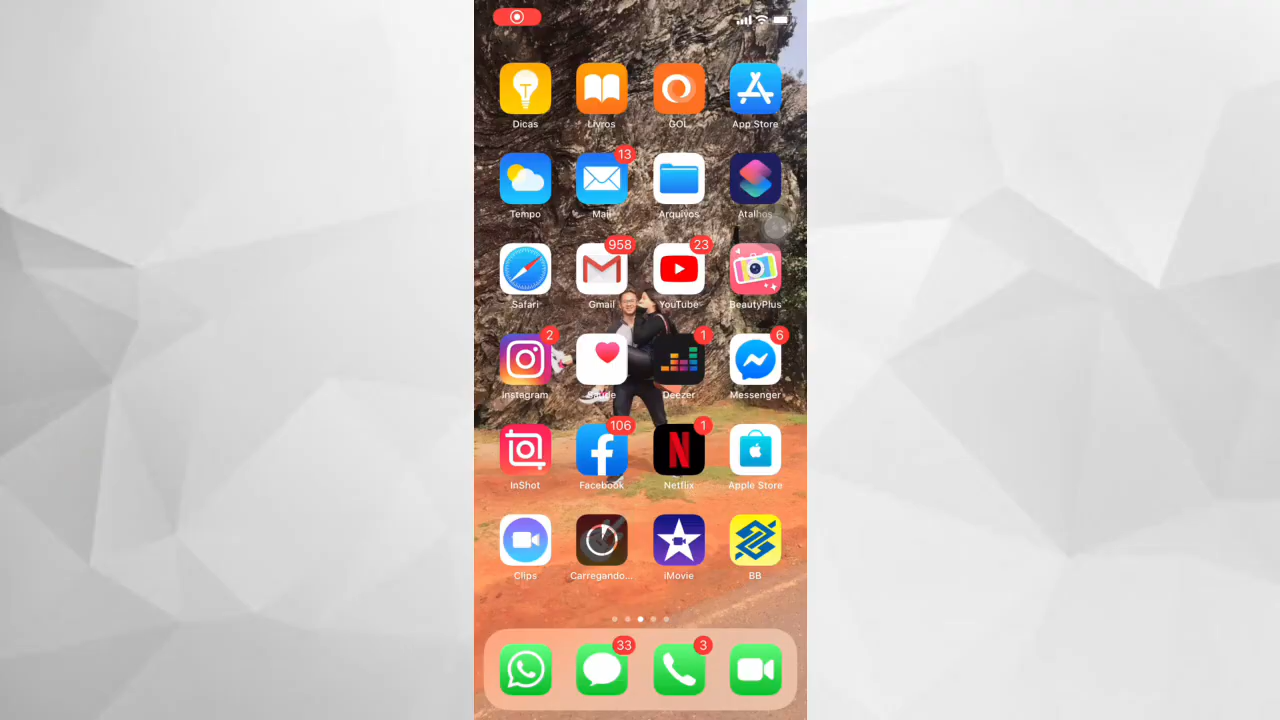 Dicas Livros GOL App Store
13
Tempo Mail Arquivos Atalhos
958 23
Safari Gmail YouTube BeautyPlus
2 1 6
Instagram Saúde Deezer Messenger
106 1
InShot Facebook Netflix Apple Store
Clips Carregando... iMovie BB
33 3